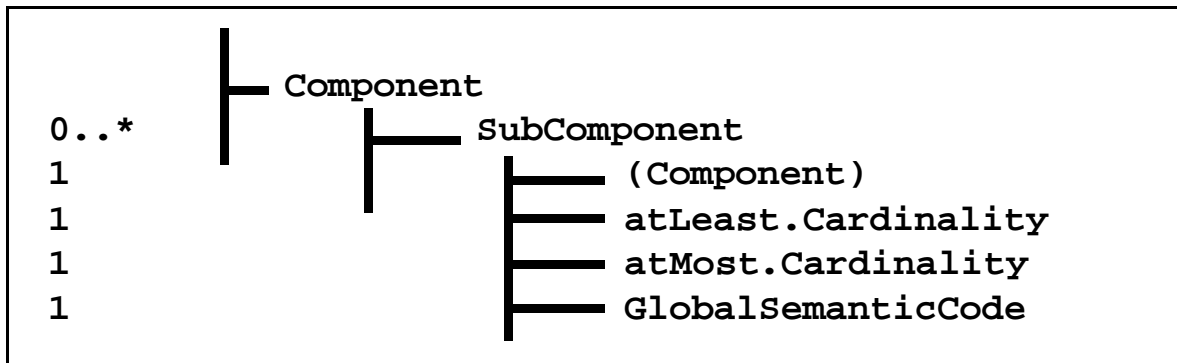 Component
0..* SubComponent
1 (Component)
1 atLeast.Cardinality
1 atMost.Cardinality
1 GlobalSemanticCode